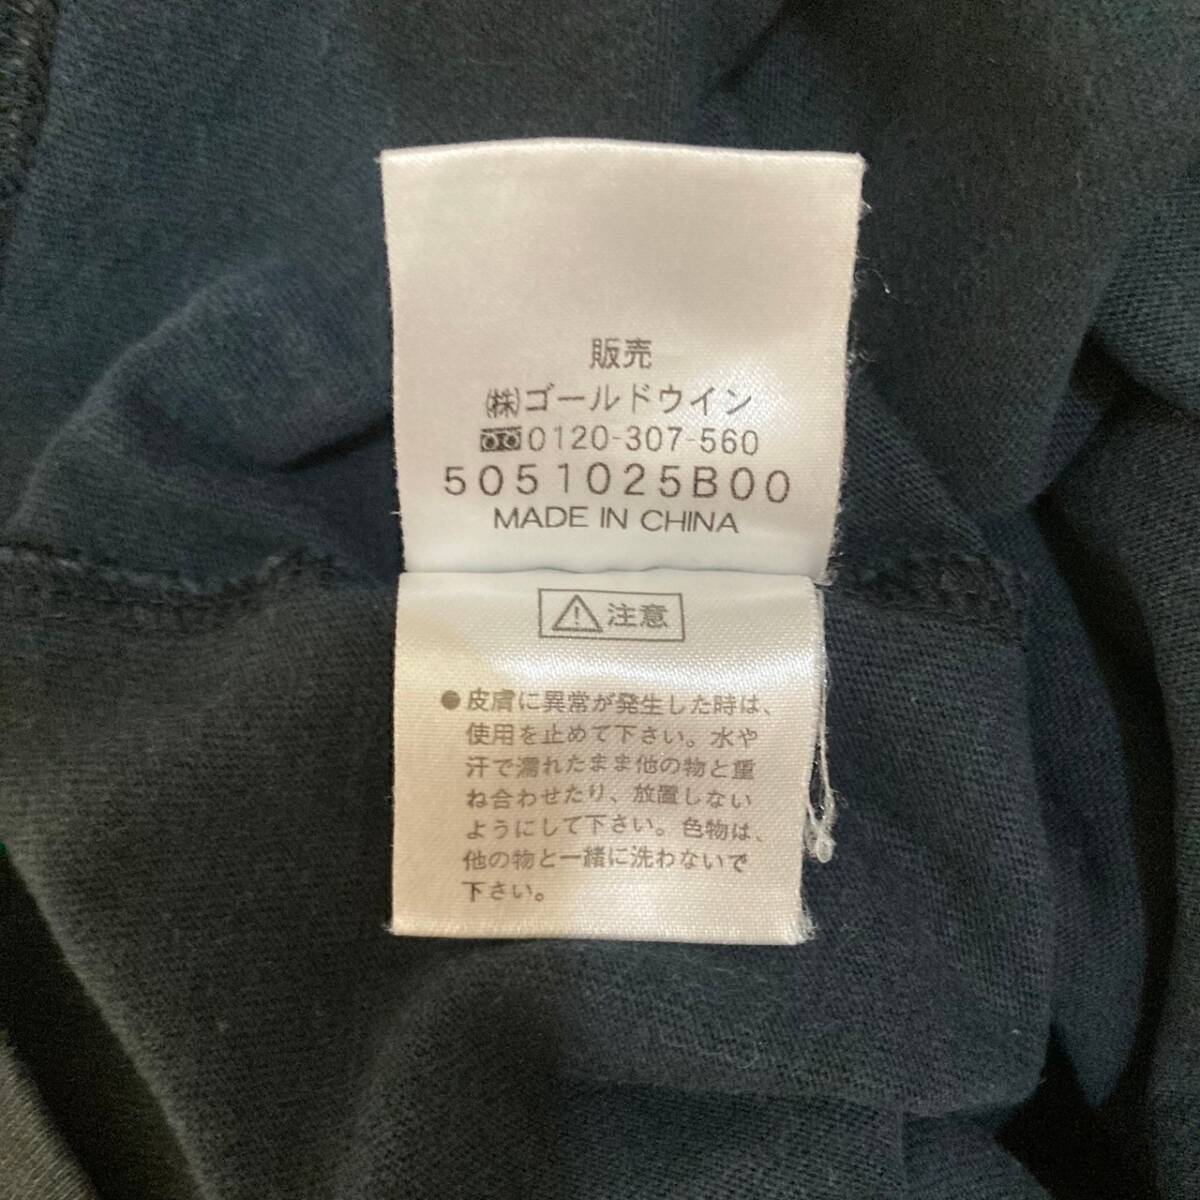 販売
㈱ゴールドウイン
0120-307-560
5051025B00
MADE IN CHINA
注意
●皮膚に異常が発生した時は、
使用を止めて下さい。水や
汗で濡れたまま他の物と重
ね合わせたり、放置しない
ようにして下さい。色物は、
他の物と一緒に洗わないで
下さい。